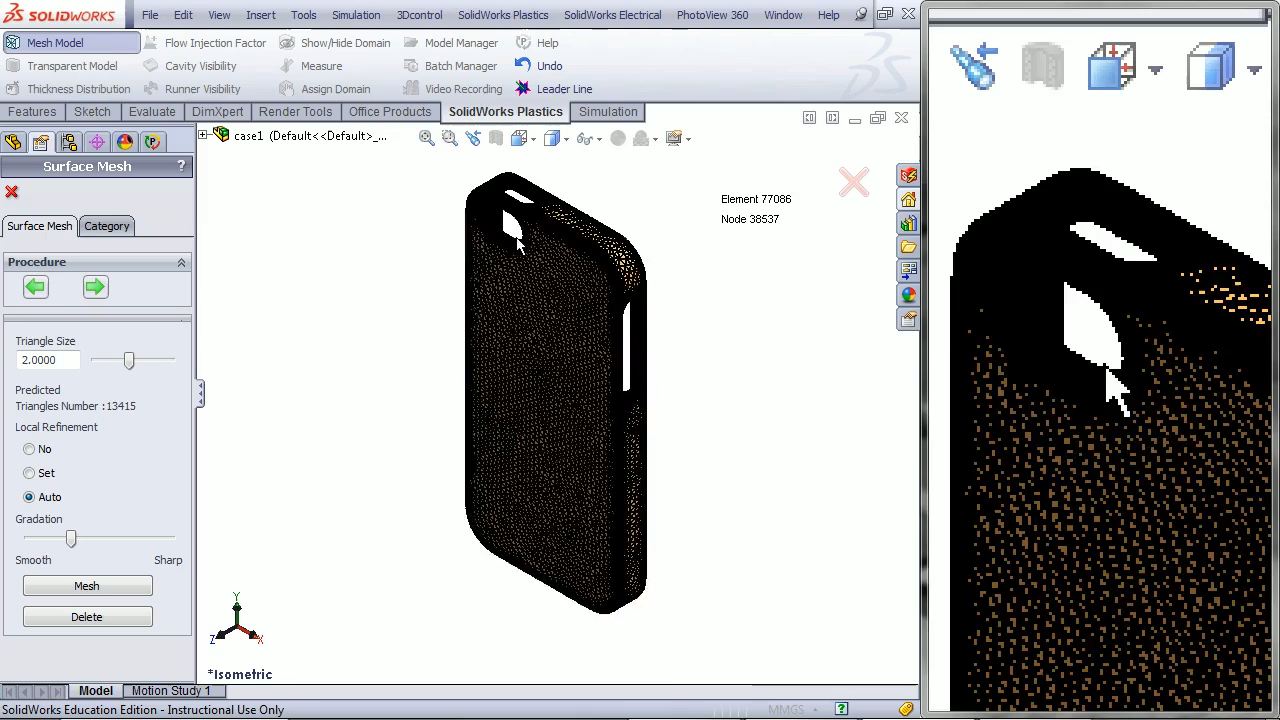 SOLIDWORKS File Edit View Insert Tools Simulation 3Dcontrol SolidWorks Plastics SolidWorks Electrical PhotoView 360 Window Help
Mesh Model Flow Injection Factor Show/Hide Domain Model Manager Help
Transparent Model Cavity Visibility Measure Batch Manager Undo
Thickness Distribution Runner Visibility Assign Domain Video Recording Leader Line
Features Sketch Evaluate DimXpert Render Tools Office Products SolidWorks Plastics Simulation
case1 (Default<<Default>_...
Surface Mesh ?
Surface Mesh Category
Procedure
Triangle Size
2.0000
Predicted
Triangles Number :13415
Local Refinement
No
Set
Auto
Gradation
Smooth Sharp
Mesh
Delete
Element 77086
Node 38537
Y
Z X
*Isometric
Model Motion Study 1
SolidWorks Education Edition - Instructional Use Only MMGS ?